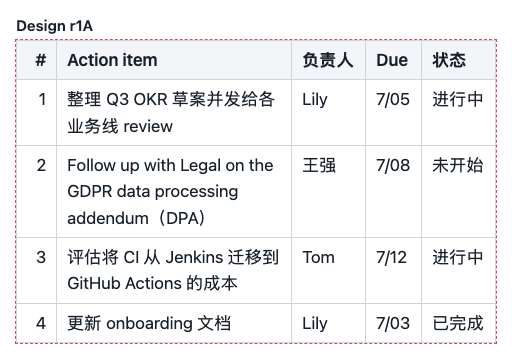 Design r1A
# Action item 负责人 Due 状态
1 整理 Q3 OKR 草案并发给各 Lily 7/05 进行中
业务线 review
2 Follow up with Legal on the 王强 7/08 未开始
GDPR data processing
addendum（DPA）
3 评估将 CI 从 Jenkins 迁移到 Tom 7/12 进行中
GitHub Actions 的成本
4 更新 onboarding 文档 Lily 7/03 已完成